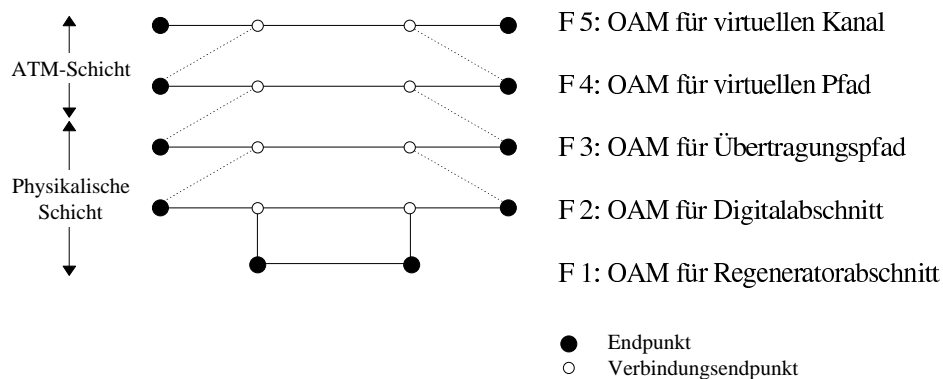 F 5: OAM für virtuellen Kanal
ATM-Schicht
F 4: OAM für virtuellen Pfad
F 3: OAM für Übertragungspfad
Physikalische
Schicht
F 2: OAM für Digitalabschnitt
F 1: OAM für Regeneratorabschnitt
Endpunkt
Verbindungsendpunkt